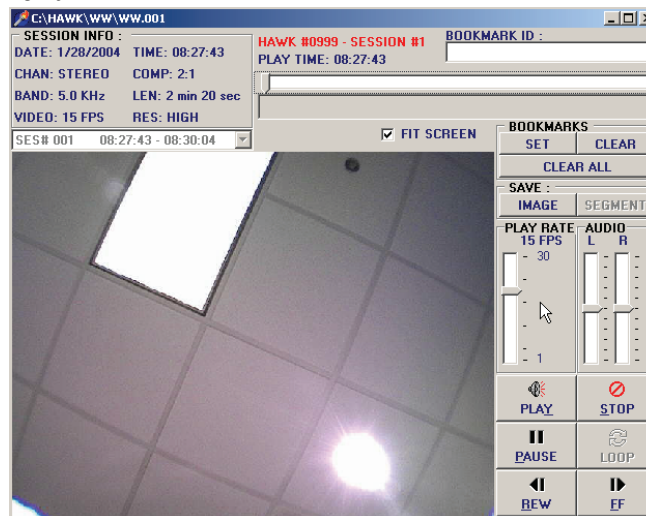 C:\HAWK\WW\WW.001
SESSION INFO :
DATE: 1/28/2004 TIME: 08:27:43
CHAN: STEREO COMP: 2:1
BAND: 5.0 KHz LEN: 2 min 20 sec
VIDEO: 15 FPS RES: HIGH
SES# 001 08:27:43 - 08:30:04
HAWK #0999 - SESSION #1
PLAY TIME: 08:27:43
BOOKMARK ID :
FIT SCREEN
BOOKMARKS
SET CLEAR
CLEAR ALL
SAVE :
IMAGE SEGMENT
PLAY RATE
15 FPS
30
1
AUDIO
L R
PLAY STOP
PAUSE LOOP
REW FF